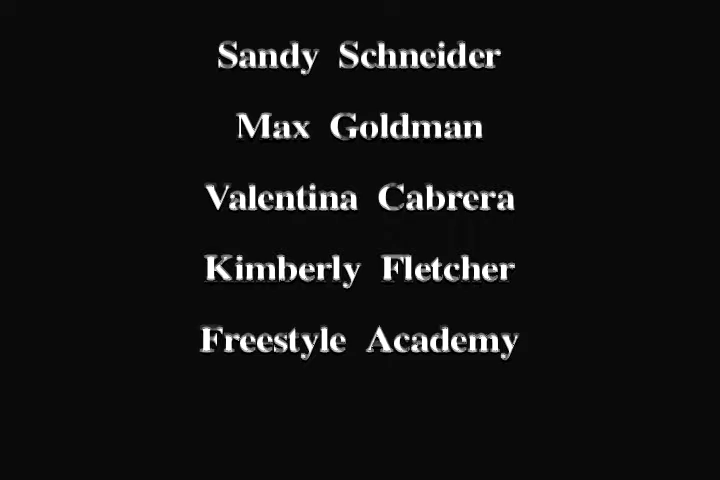 Sandy Schneider
Max Goldman
Valentina Cabrera
Kimberly Fletcher
Freestyle Academy